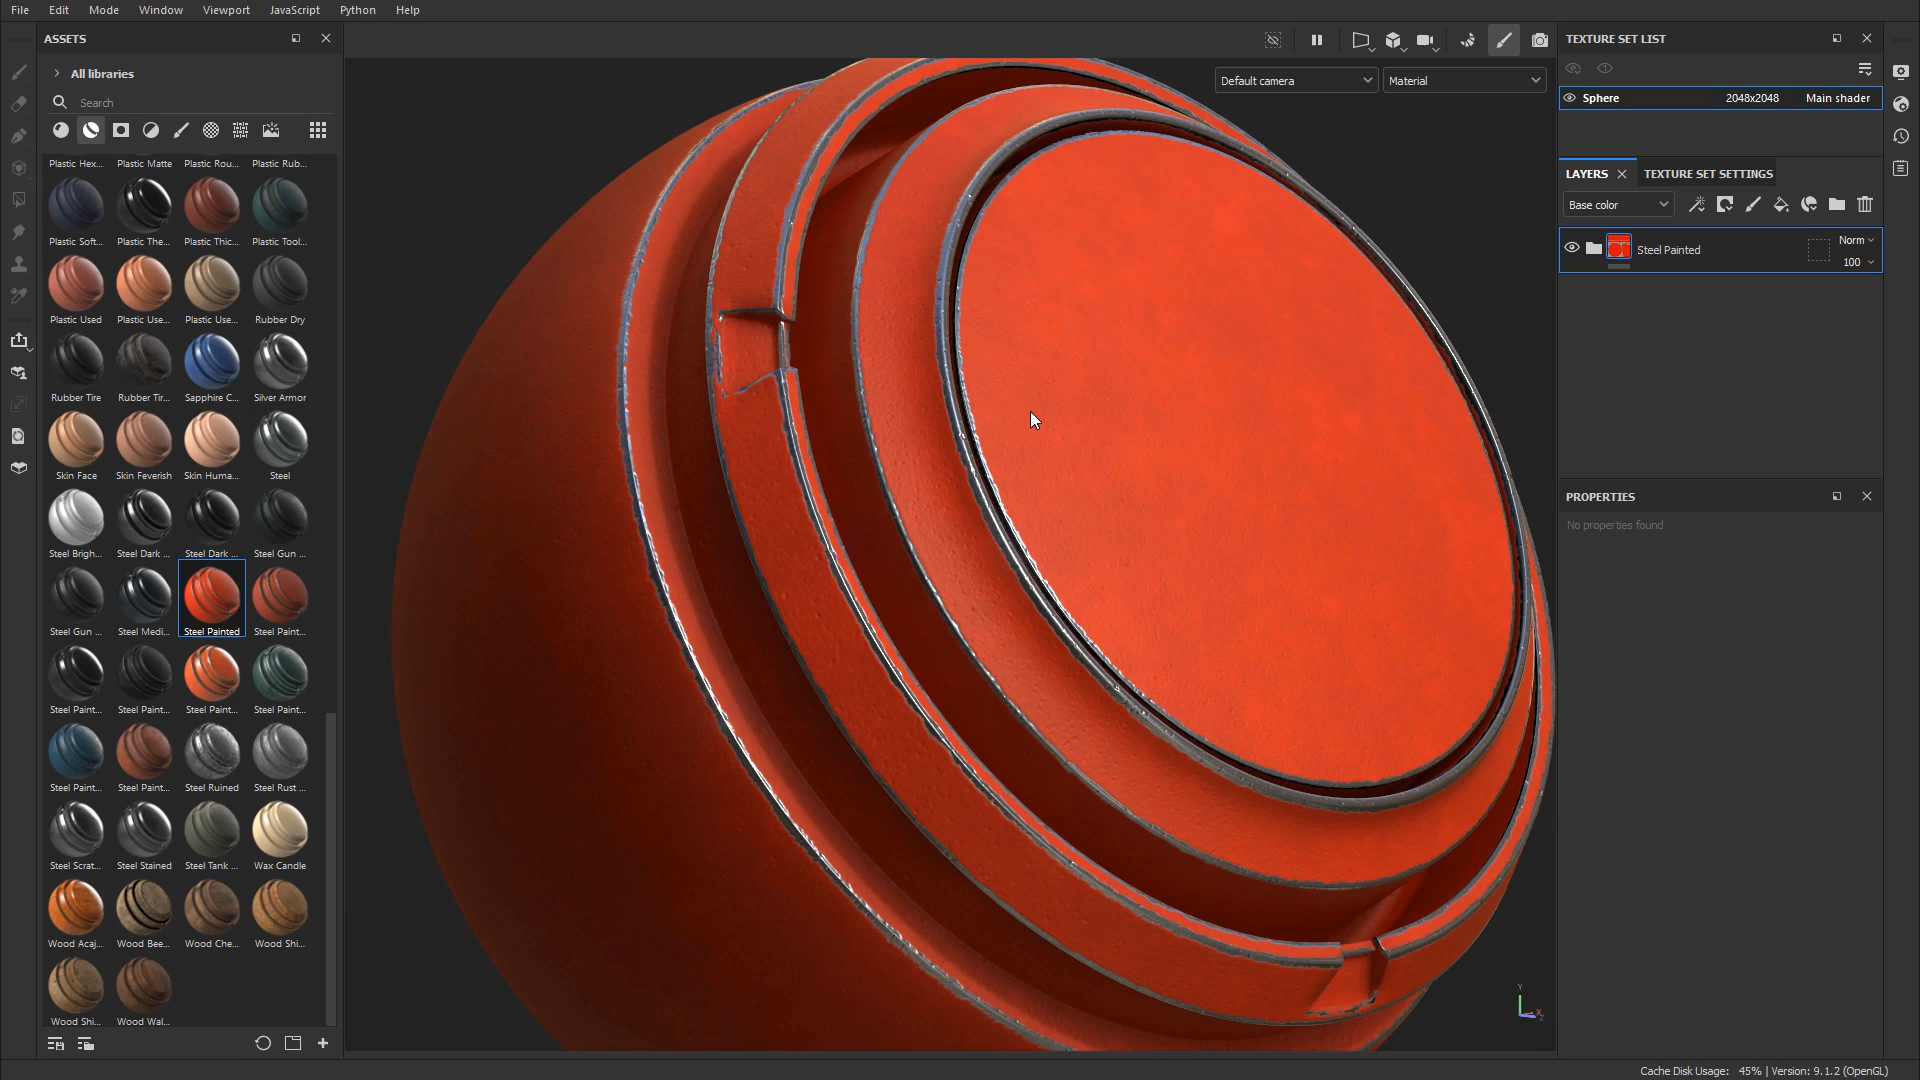 File Edit Mode Window Viewport JavaScript Python Help
ASSETS
All libraries
Search
Plastic Hex... Plastic Matte Plastic Rou... Plastic Rub...
Plastic Soft... Plastic The... Plastic Thic... Plastic Tool...
Plastic Used Plastic Use... Plastic Use... Rubber Dry
Rubber Tire Rubber Tir... Sapphire C... Silver Armor
Skin Face Skin Feverish Skin Huma... Steel
Steel Brigh... Steel Dark ... Steel Dark ... Steel Gun ...
Steel Gun ... Steel Medi... Steel Painted Steel Paint...
Steel Paint... Steel Paint... Steel Paint... Steel Paint...
Steel Paint... Steel Paint... Steel Ruined Steel Rust ...
Steel Scrat... Steel Stained Steel Tank ... Wax Candle
Wood Acaj... Wood Bee... Wood Che... Wood Shi...
Wood Shi... Wood Wal...
Default camera Material
Y
X
Z
TEXTURE SET LIST
Sphere 2048x2048 Main shader
LAYERS TEXTURE SET SETTINGS
Base color
Steel Painted Norm
100
PROPERTIES
No properties found
Cache Disk Usage: 45% | Version: 9.1.2 (OpenGL)